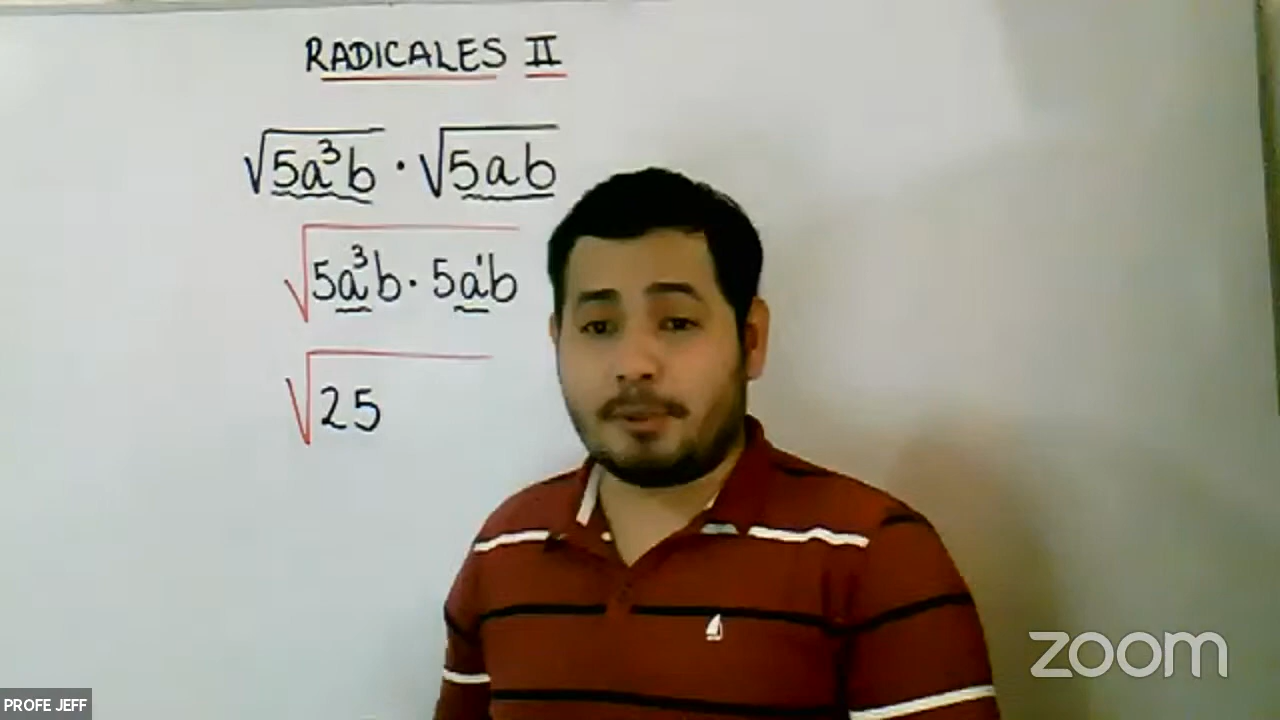 RADICALES II
√5a³b · √5ab
√5a³b · 5a¹b
√25
zoom
PROFE JEFF